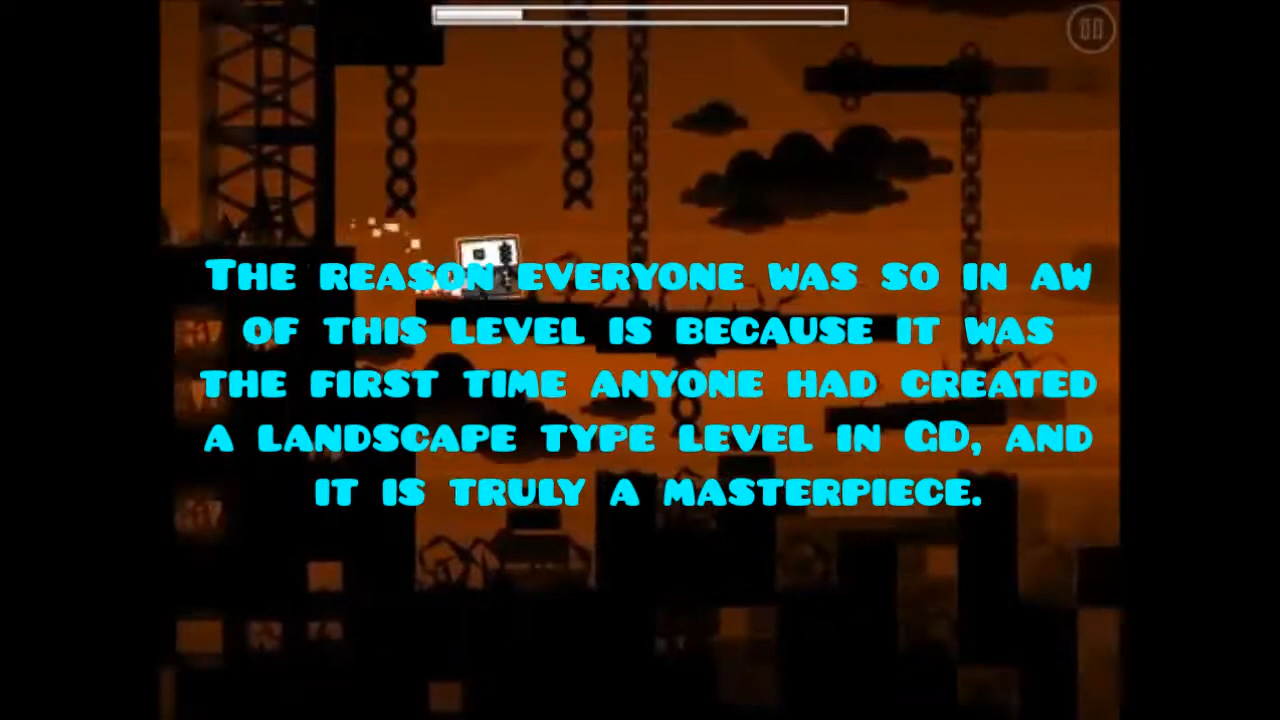 The reason everyone was so in aw
of this level is because it was
the first time anyone had created
a landscape type level in GD, and
it is truly a masterpiece.